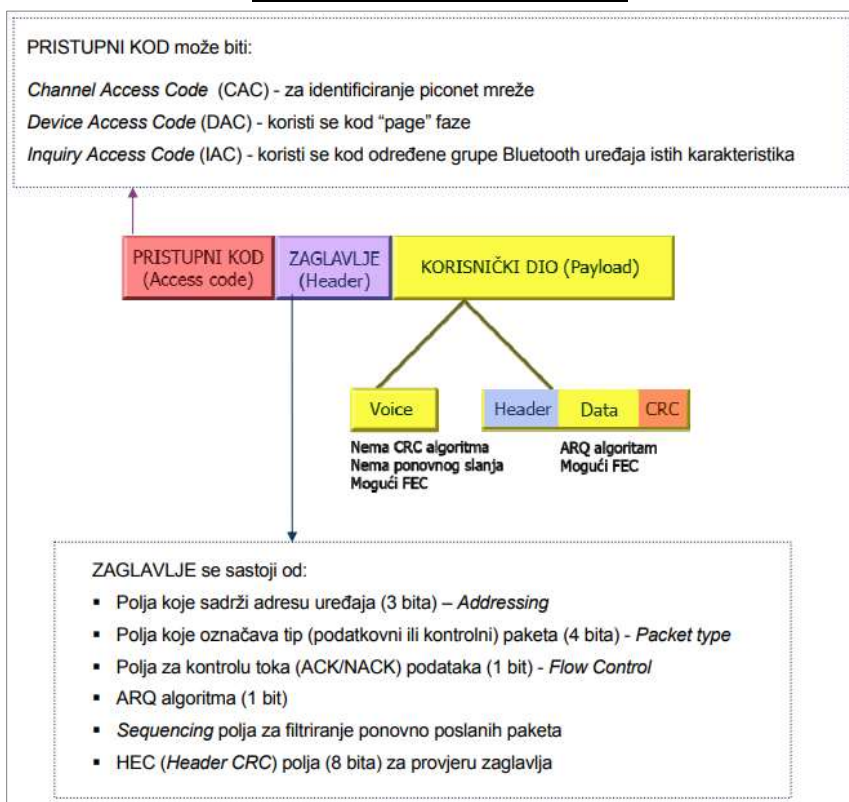 PRISTUPNI KOD može biti:
Channel Access Code (CAC) - za identificiranje piconet mreže
Device Access Code (DAC) - koristi se kod "page" faze
Inquiry Access Code (IAC) - koristi se kod određene grupe Bluetooth uređaja istih karakteristika
PRISTUPNI KOD
(Access code)
ZAGLAVLJE
(Header)
KORISNIČKI DIO (Payload)
Voice
Header
Data
CRC
Nema CRC algoritma
Nema ponovnog slanja
Mogući FEC
ARQ algoritam
Mogući FEC
ZAGLAVLJE se sastoji od:
▪ Polja koje sadrži adresu uređaja (3 bita) – Addressing
▪ Polja koje označava tip (podatkovni ili kontrolni) paketa (4 bita) - Packet type
▪ Polja za kontrolu toka (ACK/NACK) podataka (1 bit) - Flow Control
▪ ARQ algoritma (1 bit)
▪ Sequencing polja za filtriranje ponovno poslanih paketa
▪ HEC (Header CRC) polja (8 bita) za provjeru zaglavlja